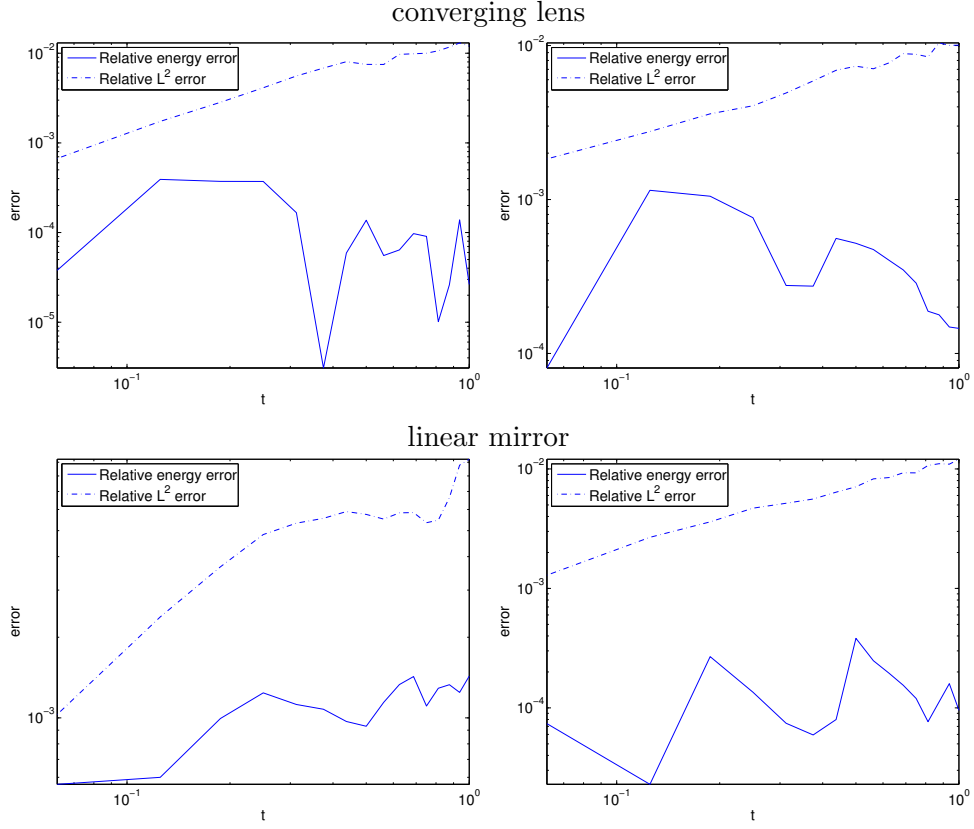 converging lens
10⁻²
10⁻³
10⁻⁴
10⁻⁵
error
Relative energy error
Relative L² error
10⁻¹
10⁰
t
10⁻²
10⁻³
10⁻⁴
error
Relative energy error
Relative L² error
10⁻¹
10⁰
t
linear mirror
10⁻³
error
Relative energy error
Relative L² error
10⁻¹
10⁰
t
10⁻²
10⁻³
10⁻⁴
error
Relative energy error
Relative L² error
10⁻¹
10⁰
t